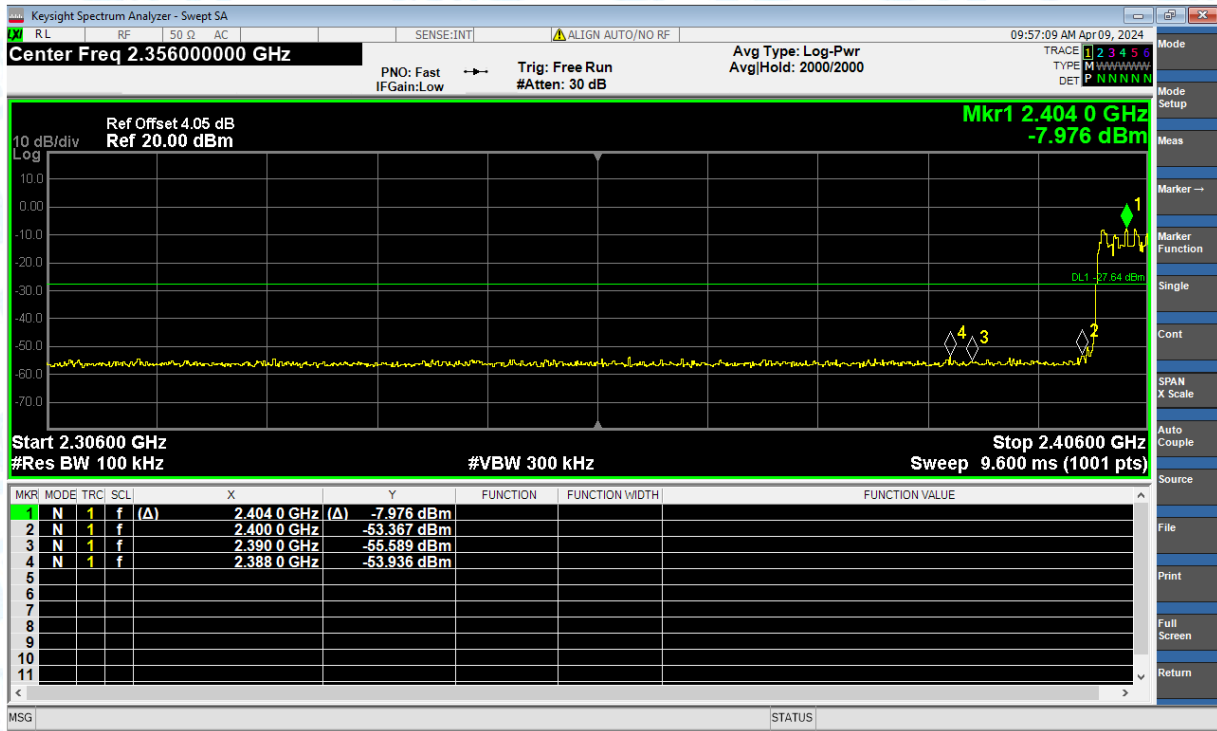 Keysight Spectrum Analyzer - Swept SA
LXI RL RF 50 Ω AC SENSE:INT ALIGN AUTO/NO RF 09:57:09 AM Apr 09, 2024
Center Freq 2.356000000 GHz
Avg Type: Log-Pwr
TRACE 1 2 3 4 5 6
PNO: Fast
Trig: Free Run
Avg|Hold: 2000/2000
TYPE M WWWWW
IFGain:Low
#Atten: 30 dB
DET P N N N N N
Mkr1 2.404 0 GHz
-7.976 dBm
Ref Offset 4.05 dB
10 dB/div Ref 20.00 dBm
Log
10.0
0.00
-10.0
-20.0
-30.0
-40.0
-50.0
-60.0
-70.0
1
DL1 -27.64 dBm
4 3 2
Start 2.30600 GHz Stop 2.40600 GHz
#Res BW 100 kHz #VBW 300 kHz Sweep 9.600 ms (1001 pts)
MKR MODE TRC SCL X Y FUNCTION FUNCTION WIDTH FUNCTION VALUE
1 N 1 f (Δ) 2.404 0 GHz (Δ) -7.976 dBm
2 N 1 f 2.400 0 GHz -53.367 dBm
3 N 1 f 2.390 0 GHz -55.589 dBm
4 N 1 f 2.388 0 GHz -53.936 dBm
5
6
7
8
9
10
11
MSG STATUS
Mode
Mode
Setup
Meas
Marker→
Marker
Function
Single
Cont
SPAN
X Scale
Auto
Couple
Source
File
Print
Full
Screen
Return